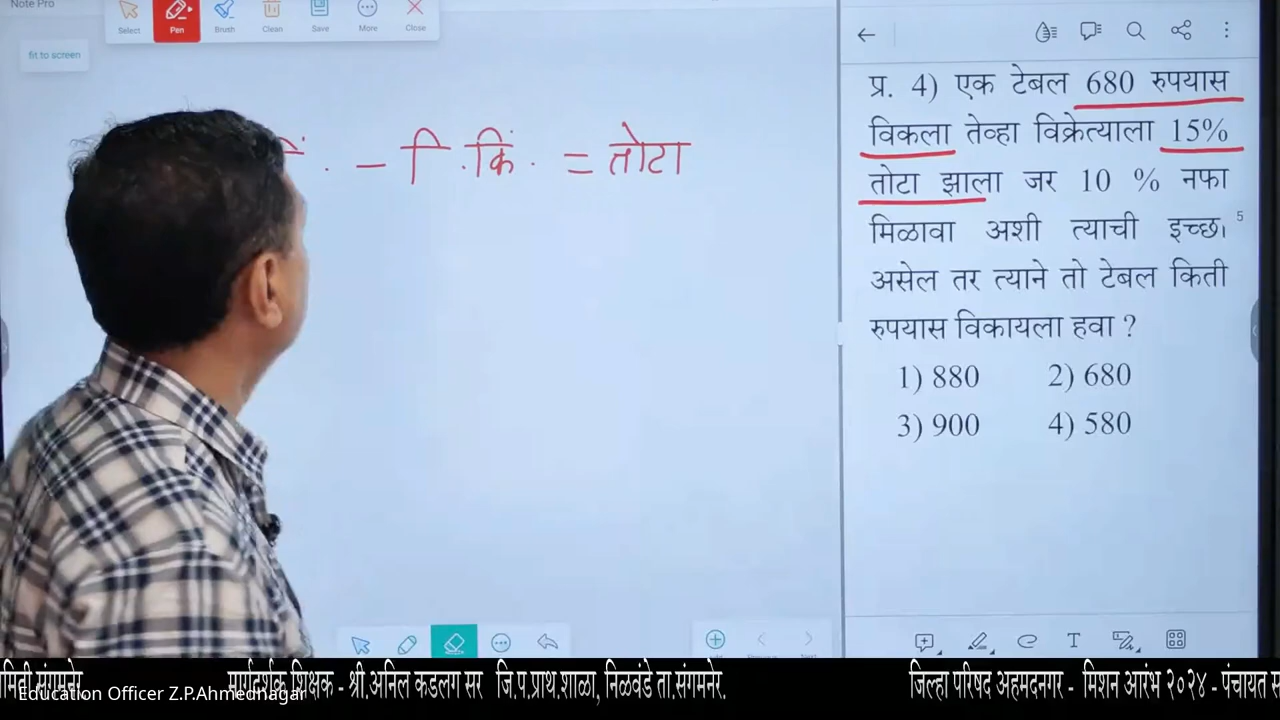 Note Pro
Select Pen Brush Clean Save More Close
fit to screen
. - वि.किं. = तोटा
प्र. 4) एक टेबल 680 रुपयास
विकला तेव्हा विक्रेत्याला 15%
तोटा झाला जर 10 % नफा
मिळावा अशी त्याची इच्छा
5
असेल तर त्याने तो टेबल किती
रुपयास विकायला हवा ?
1) 880 2) 680
3) 900 4) 580
संगमनेर मार्गदर्शक शिक्षक - श्री.अनिल कडलग सर जि.प.प्राथ.शाळा, निळवंडे ता.संगमनेर. जिल्हा परिषद अहमदनगर - मिशन आरंभ २०२४ - पंचायत स
Education Officer Z.P.Ahmednagar